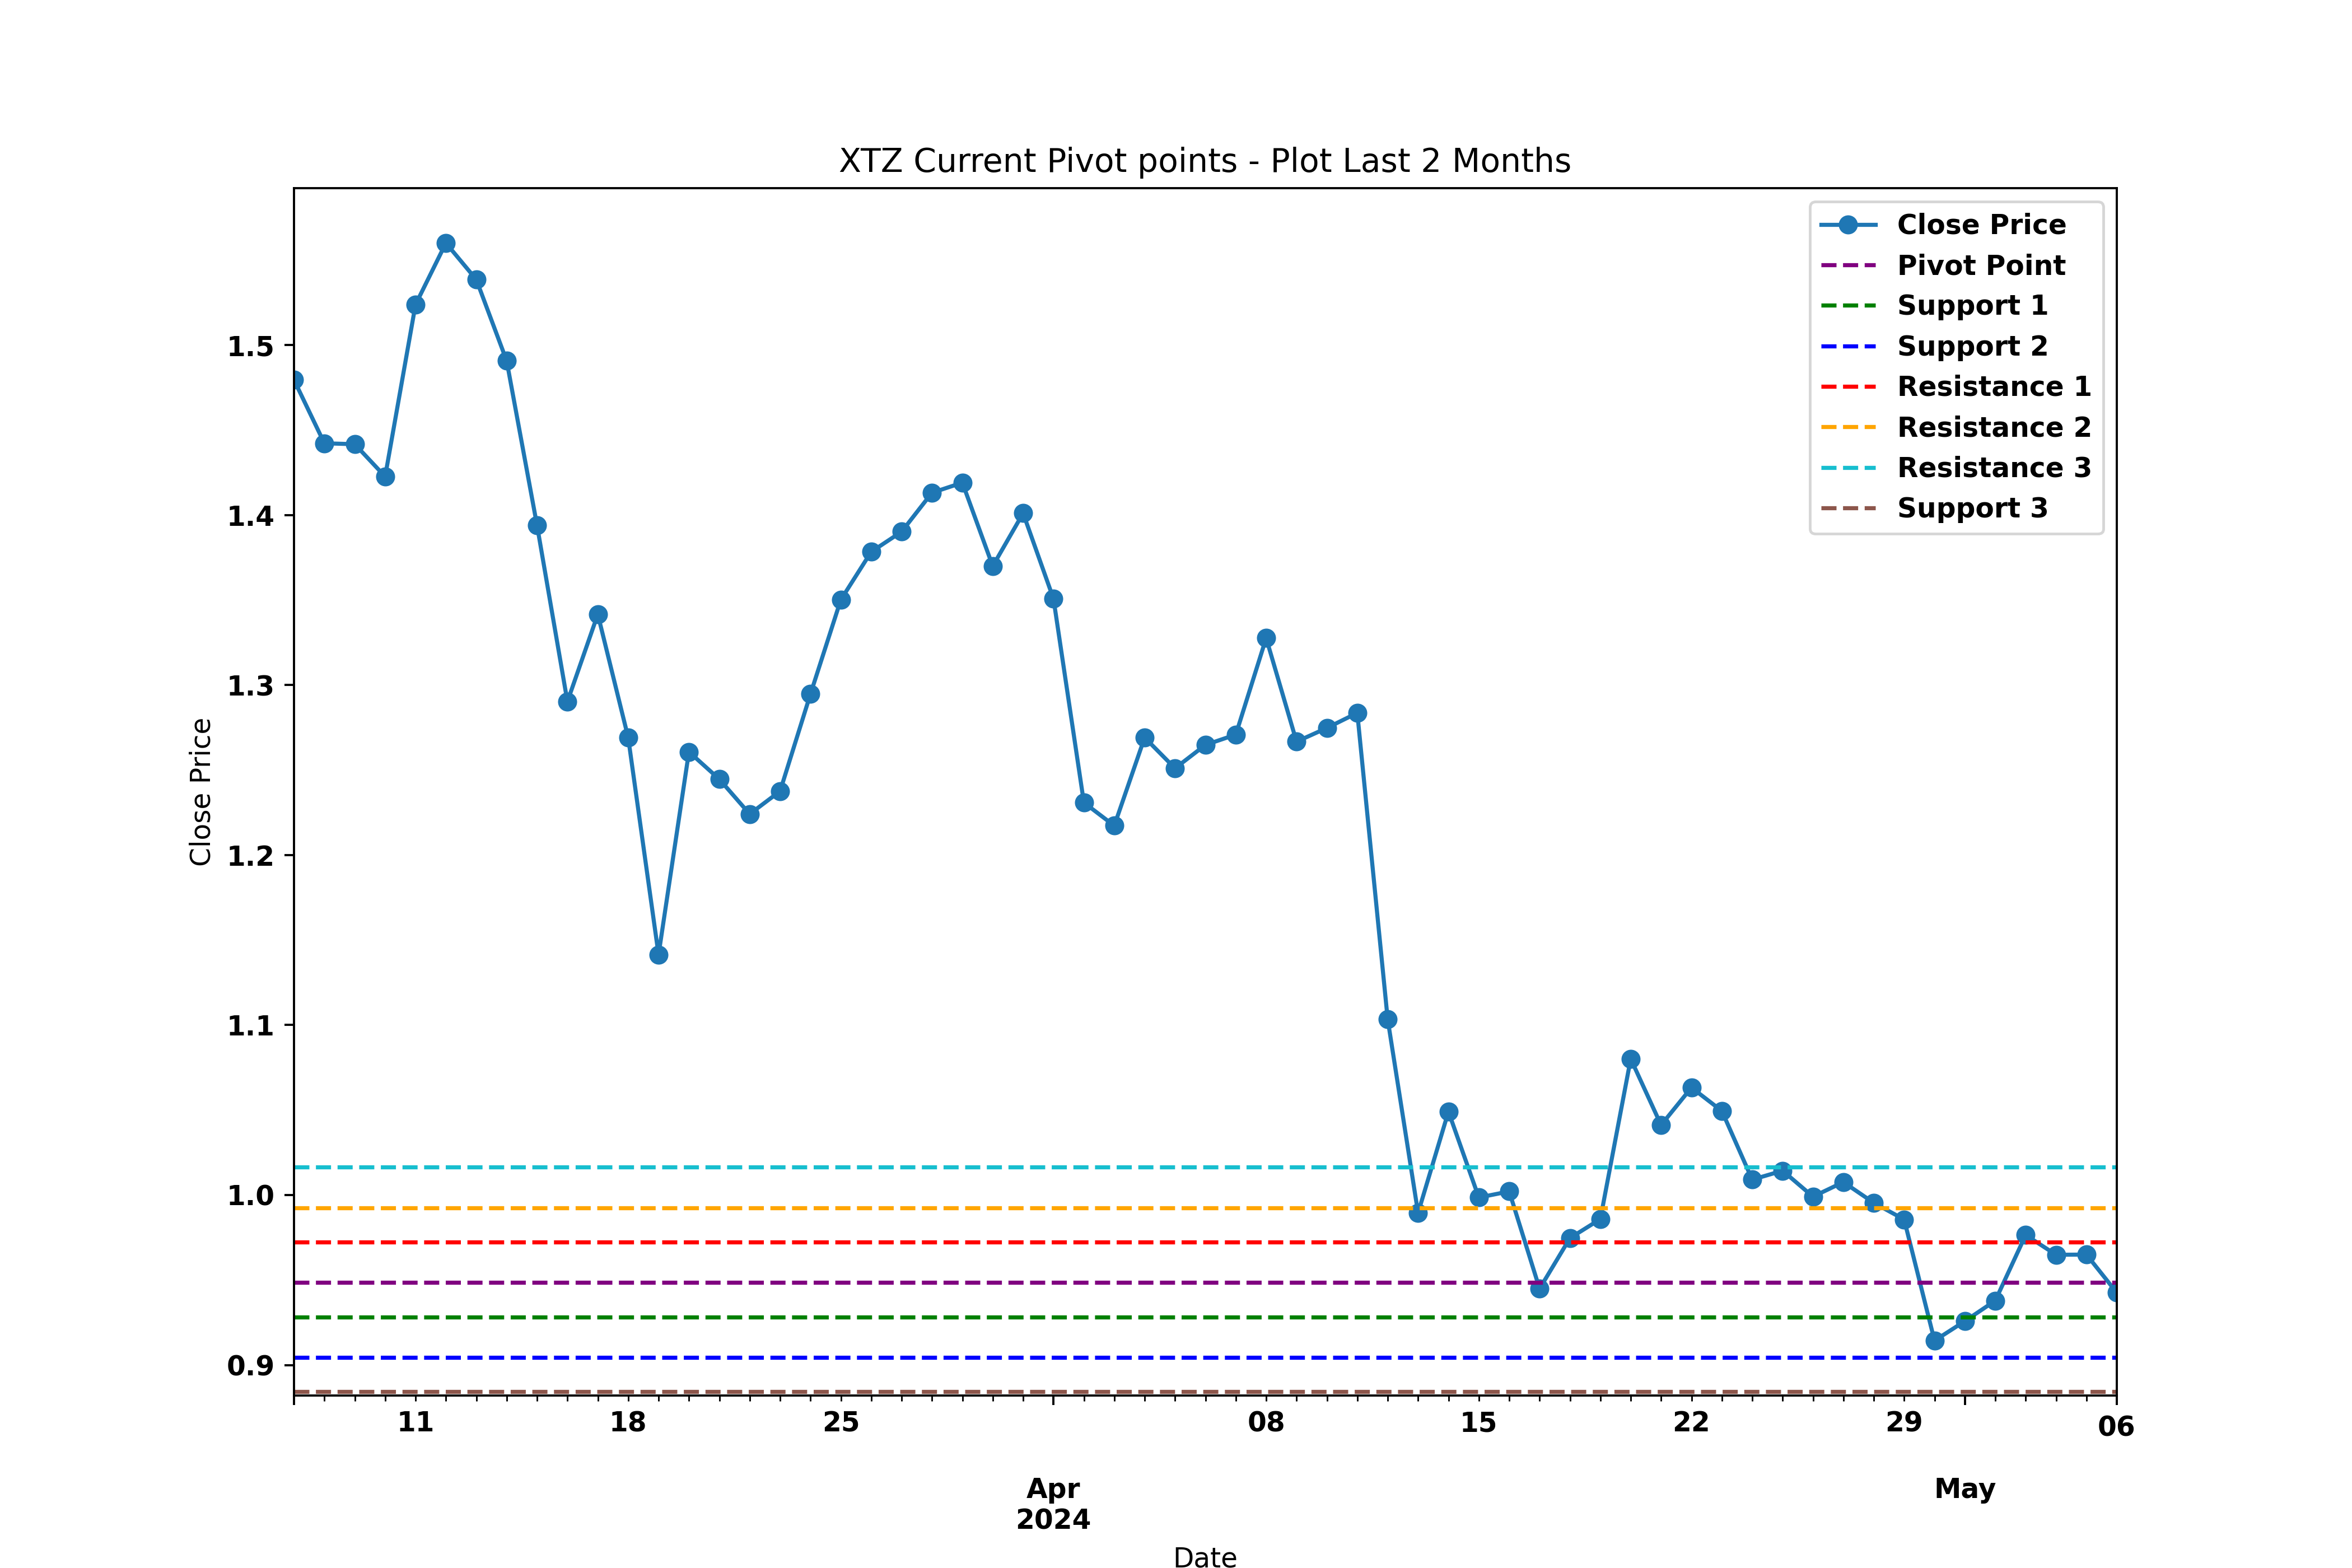 XTZ Current Pivot points - Plot Last 2 Months
Close Price
Pivot Point
Support 1
Support 2
Resistance 1
Resistance 2
Resistance 3
Support 3
1.5
1.4
1.3
1.2
1.1
1.0
0.9
Close Price
11 18 25 08 15 22 29 06
Apr May
2024
Date